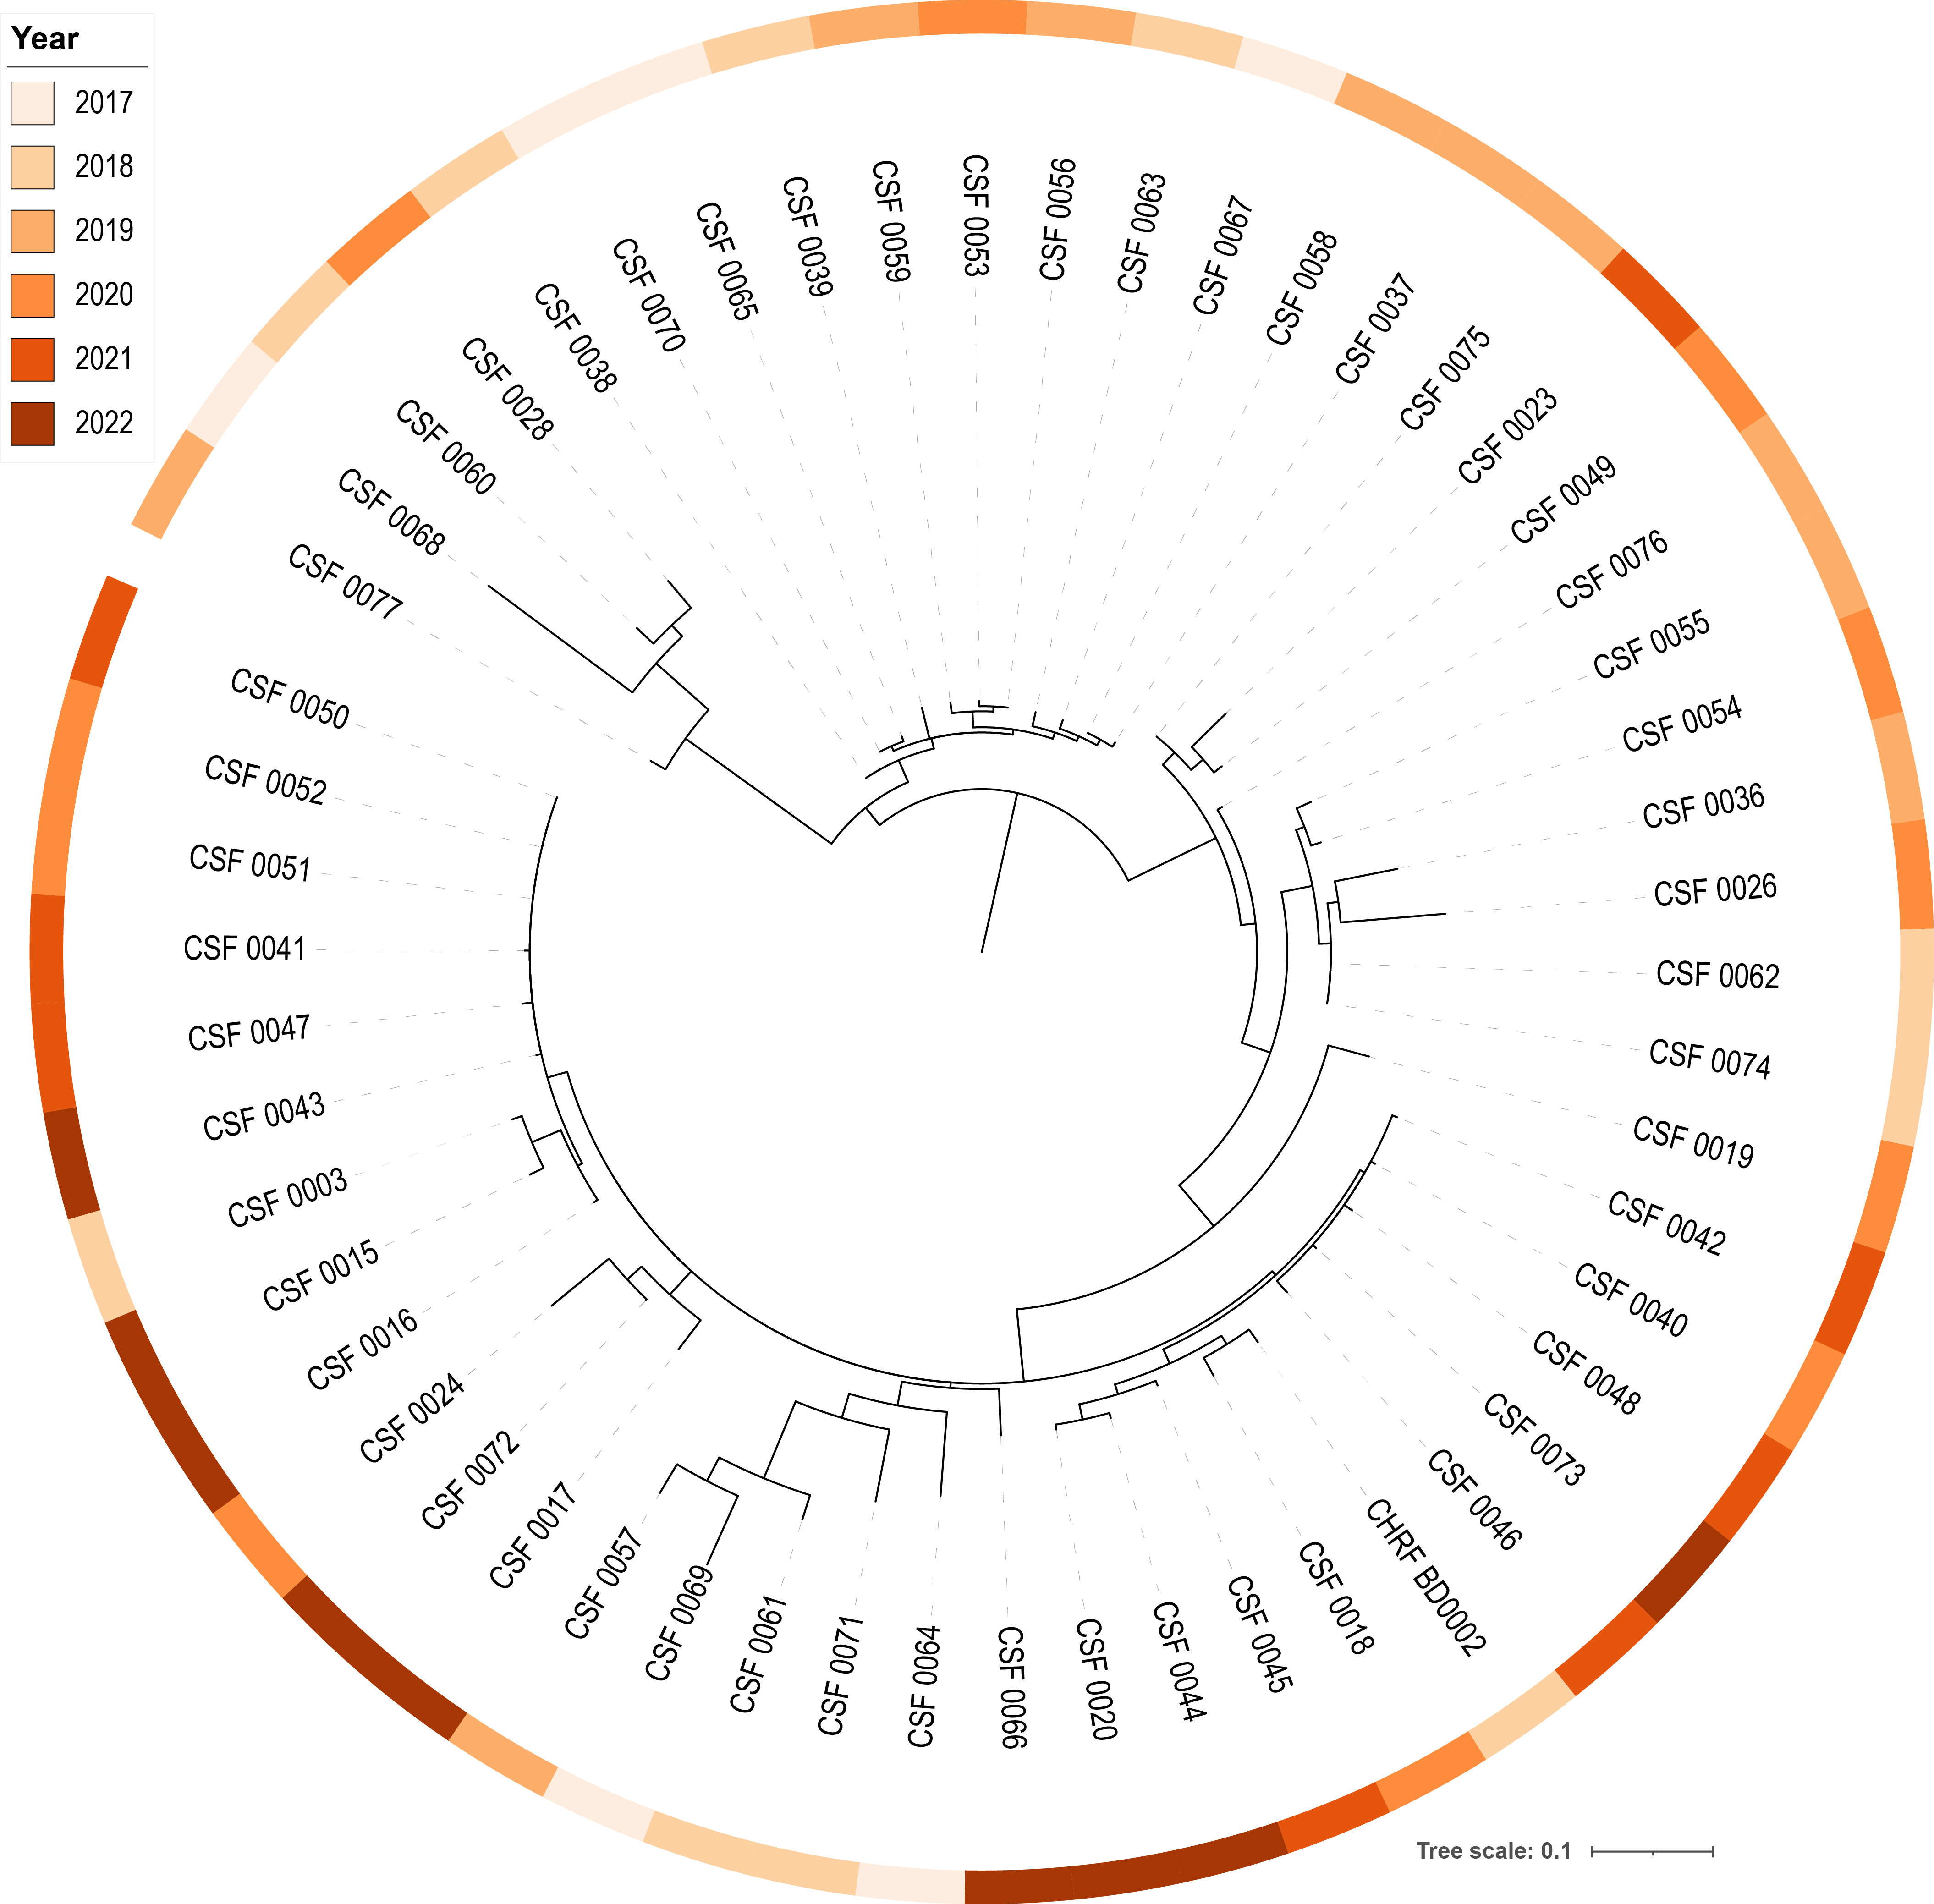 Year
2017
2018
2019
2020
2021
2022
CSF 0077
CSF 0068
CSF 0060
CSF 0028
CSF 0038
CSF 0070
CSF 0065
CSF 0039
CSF 0059
CSF 0053
CSF 0056
CSF 0063
CSF 0067
CSF 0058
CSF 0037
CSF 0075
CSF 0023
CSF 0049
CSF 0076
CSF 0055
CSF 0054
CSF 0036
CSF 0026
CSF 0062
CSF 0074
CSF 0019
CSF 0042
CSF 0040
CSF 0048
CSF 0073
CSF 0046
CHRF BD0002
CSF 0018
CSF 0045
CSF 0044
CSF 0020
CSF 0066
CSF 0064
CSF 0071
CSF 0061
CSF 0069
CSF 0057
CSF 0017
CSF 0072
CSF 0024
CSF 0016
CSF 0015
CSF 0003
CSF 0043
CSF 0047
CSF 0041
CSF 0051
CSF 0052
CSF 0050
Tree scale: 0.1